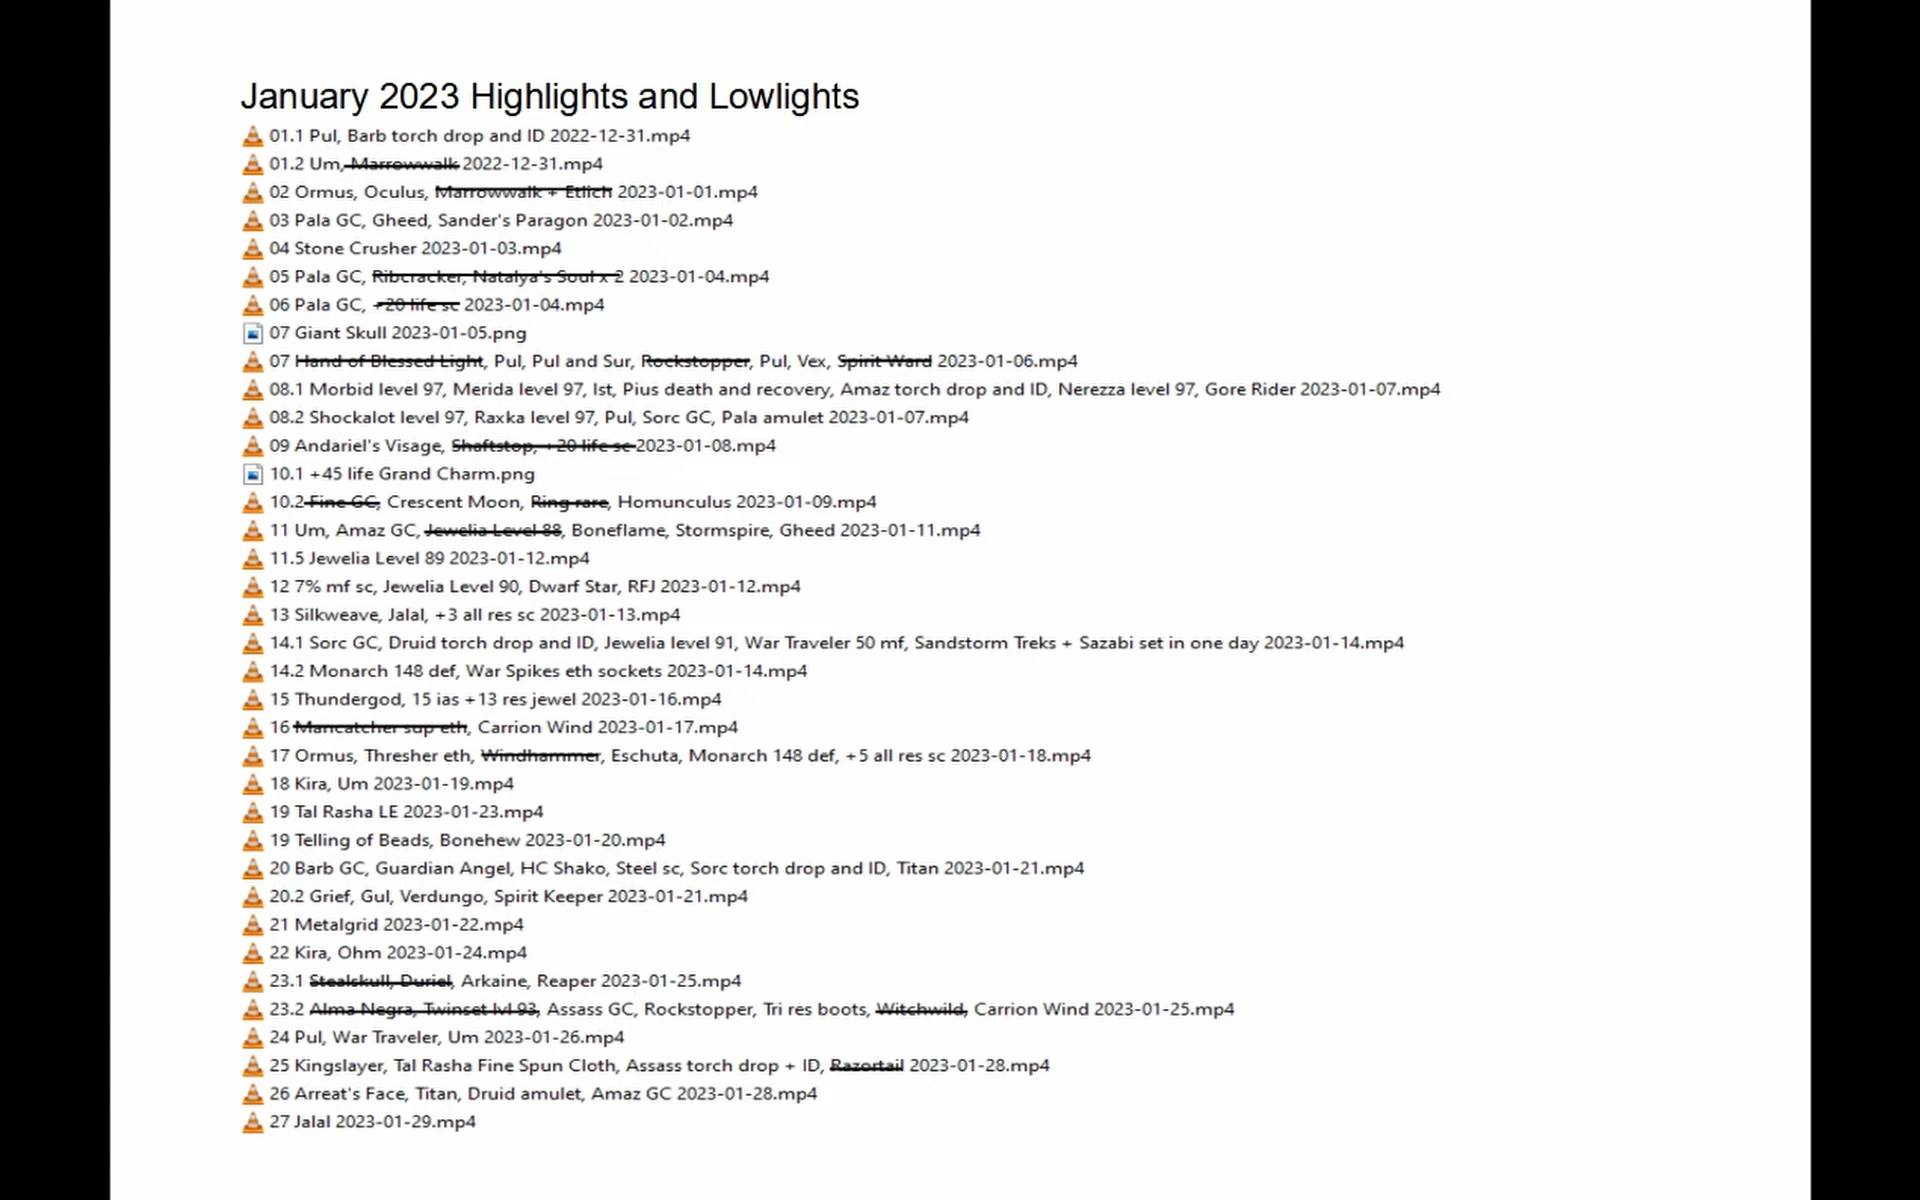 January 2023 Highlights and Lowlights
01.1 Pul, Barb torch drop and ID 2022-12-31.mp4
01.2 Um, Marrowwalk 2022-12-31.mp4
02 Ormus, Oculus, Marrowwalk + Etlich 2023-01-01.mp4
03 Pala GC, Gheed, Sander's Paragon 2023-01-02.mp4
04 Stone Crusher 2023-01-03.mp4
05 Pala GC, Ribcracker, Natalya's Soul x 2 2023-01-04.mp4
06 Pala GC, +20 life sc 2023-01-04.mp4
07 Giant Skull 2023-01-05.png
07 Hand of Blessed Light, Pul, Pul and Sur, Rockstopper, Pul, Vex, Spirit Ward 2023-01-06.mp4
08.1 Morbid level 97, Merida level 97, Ist, Pius death and recovery, Amaz torch drop and ID, Nerezza level 97, Gore Rider 2023-01-07.mp4
08.2 Shockalot level 97, Raxka level 97, Pul, Sorc GC, Pala amulet 2023-01-07.mp4
09 Andariel's Visage, Shaftstop, +20 life sc 2023-01-08.mp4
10.1 +45 life Grand Charm.png
10.2 Fine GC, Crescent Moon, Ring rare, Homunculus 2023-01-09.mp4
11 Um, Amaz GC, Jewelia Level 88, Boneflame, Stormspire, Gheed 2023-01-11.mp4
11.5 Jewelia Level 89 2023-01-12.mp4
12 7% mf sc, Jewelia Level 90, Dwarf Star, RFJ 2023-01-12.mp4
13 Silkweave, Jalal, +3 all res sc 2023-01-13.mp4
14.1 Sorc GC, Druid torch drop and ID, Jewelia level 91, War Traveler 50 mf, Sandstorm Treks + Sazabi set in one day 2023-01-14.mp4
14.2 Monarch 148 def, War Spikes eth sockets 2023-01-14.mp4
15 Thundergod, 15 ias +13 res jewel 2023-01-16.mp4
16 Mancatcher sup eth, Carrion Wind 2023-01-17.mp4
17 Ormus, Thresher eth, Windhammer, Eschuta, Monarch 148 def, +5 all res sc 2023-01-18.mp4
18 Kira, Um 2023-01-19.mp4
19 Tal Rasha LE 2023-01-23.mp4
19 Telling of Beads, Bonehew 2023-01-20.mp4
20 Barb GC, Guardian Angel, HC Shako, Steel sc, Sorc torch drop and ID, Titan 2023-01-21.mp4
20.2 Grief, Gul, Verdungo, Spirit Keeper 2023-01-21.mp4
21 Metalgrid 2023-01-22.mp4
22 Kira, Ohm 2023-01-24.mp4
23.1 Stealskull, Duriel, Arkaine, Reaper 2023-01-25.mp4
23.2 Alma Negra, Twinset lvl 93, Assass GC, Rockstopper, Tri res boots, Witchwild, Carrion Wind 2023-01-25.mp4
24 Pul, War Traveler, Um 2023-01-26.mp4
25 Kingslayer, Tal Rasha Fine Spun Cloth, Assass torch drop + ID, Razortail 2023-01-28.mp4
26 Arreat's Face, Titan, Druid amulet, Amaz GC 2023-01-28.mp4
27 Jalal 2023-01-29.mp4